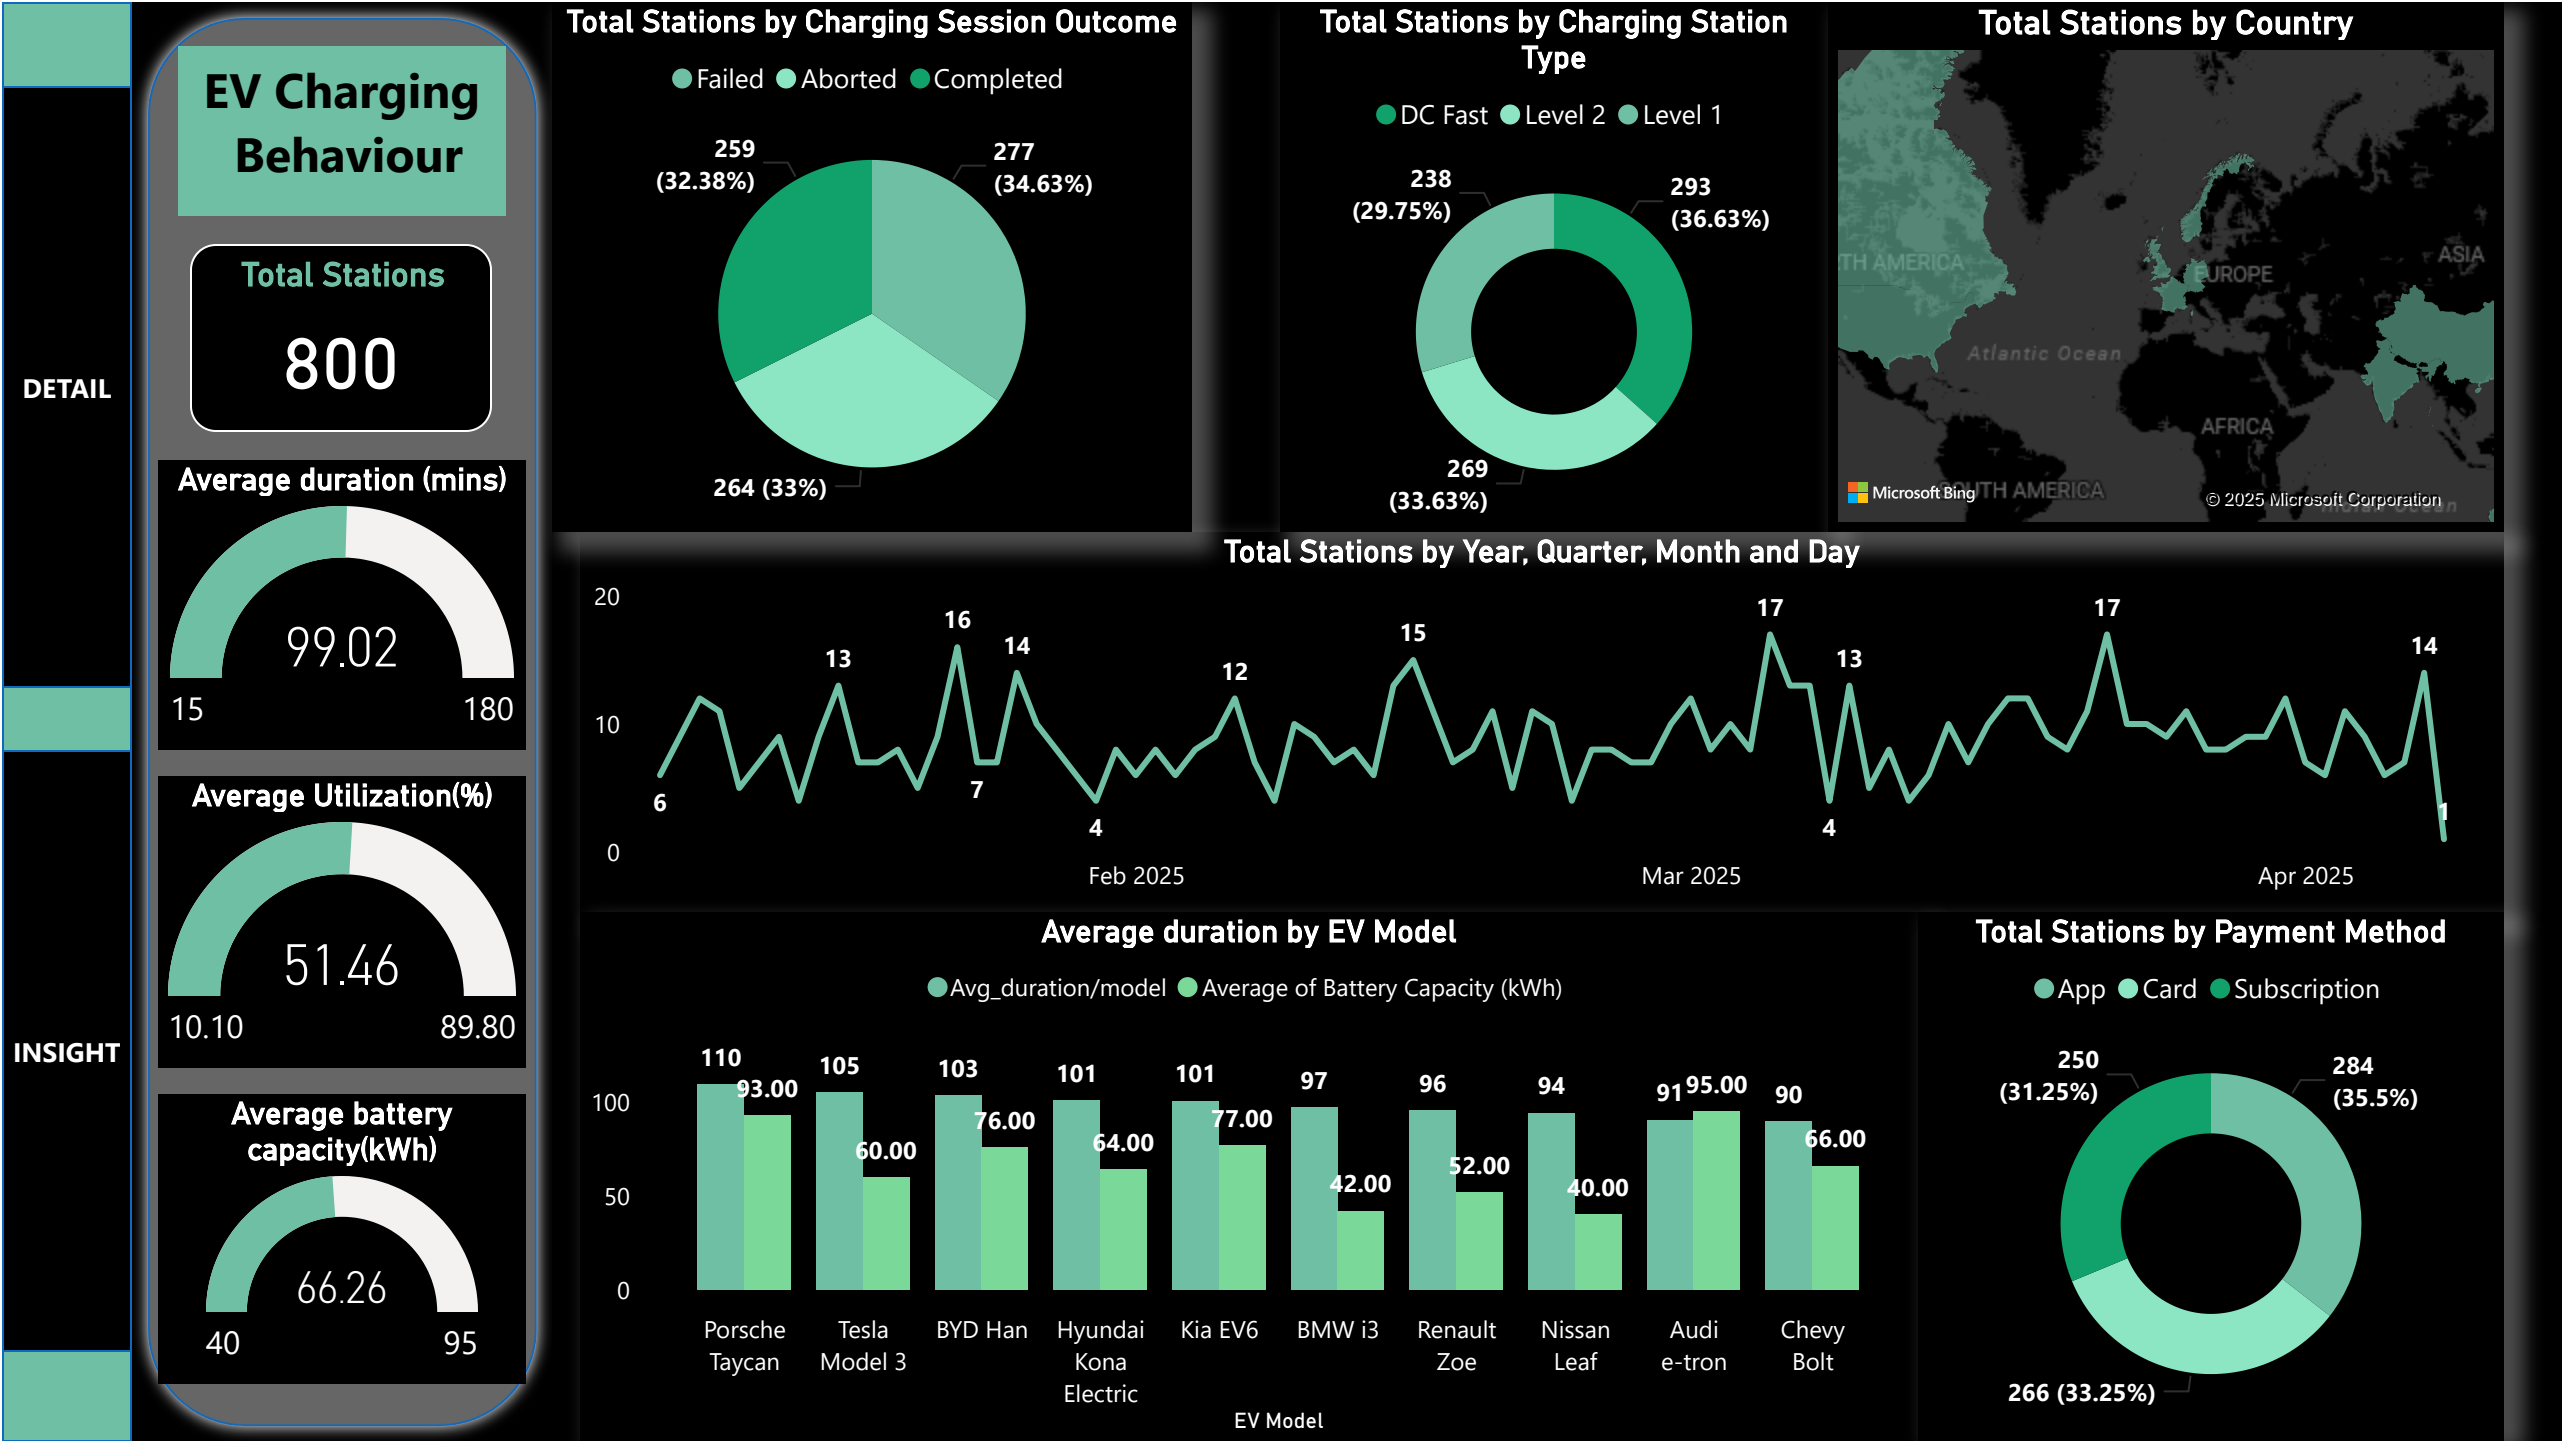 DETAIL
INSIGHT
EV Charging
Behaviour
Total Stations
800
Average duration (mins)
99.02
15
180
Average Utilization(%)
51.46
10.10
89.80
Average battery
capacity(kWh)
66.26
40
95
Total Stations by Charging Session Outcome
Failed Aborted Completed
259
(32.38%)
277
(34.63%)
264 (33%)
Total Stations by Charging Station
Type
DC Fast Level 2 Level 1
238
(29.75%)
293
(36.63%)
269
(33.63%)
Total Stations by Country
TH AMERICA
EUROPE
ASIA
Atlantic Ocean
AFRICA
SOUTH AMERICA
Indian Ocean
Microsoft Bing
© 2025 Microsoft Corporation
Total Stations by Year, Quarter, Month and Day
20
10
0
6
13
16
7
14
4
12
15
17
4
13
17
14
1
Feb 2025
Mar 2025
Apr 2025
Average duration by EV Model
Avg_duration/model Average of Battery Capacity (kWh)
100
50
0
110
93.00
105
60.00
103
76.00
101
64.00
101
77.00
97
42.00
96
52.00
94
40.00
91
95.00
90
66.00
Porsche
Taycan
Tesla
Model 3
BYD Han
Hyundai
Kona
Electric
Kia EV6
BMW i3
Renault
Zoe
Nissan
Leaf
Audi
e-tron
Chevy
Bolt
EV Model
Total Stations by Payment Method
App Card Subscription
250
(31.25%)
284
(35.5%)
266 (33.25%)